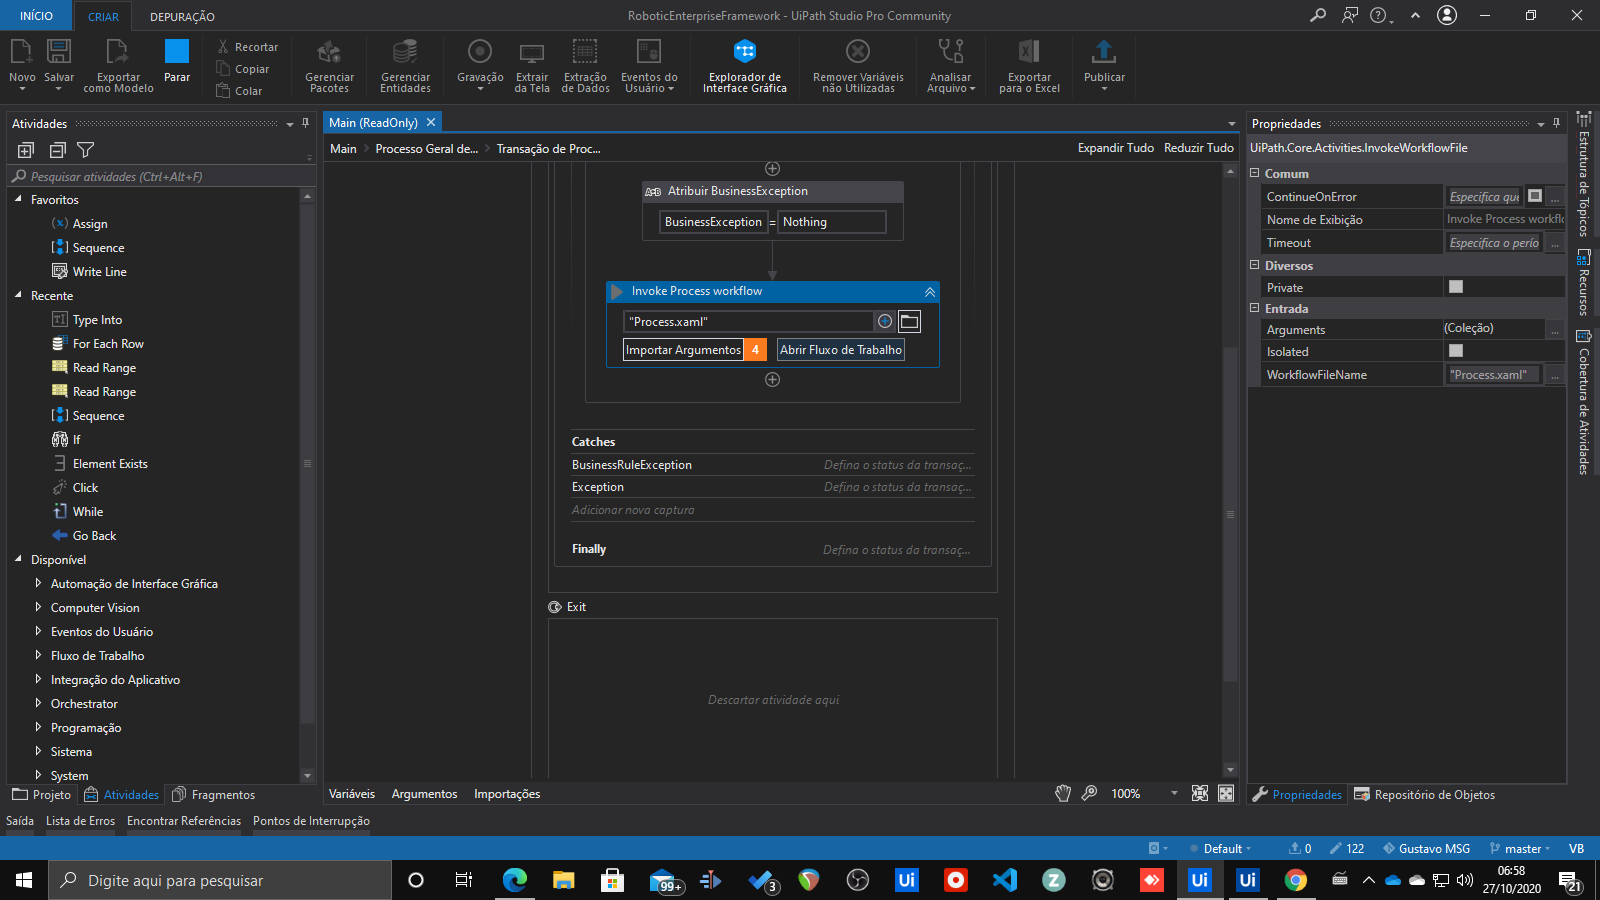 INÍCIO
CRIAR
DEPURAÇÃO
RoboticEnterpriseFramework - UiPath Studio Pro Community
Novo
Salvar
Exportar
como Modelo
Parar
Recortar
Copiar
Colar
Gerenciar
Pacotes
Gerenciar
Entidades
Gravação
Extrair
da Tela
Extração
de Dados
Eventos do
Usuário
Explorador de
Interface Gráfica
Remover Variáveis
não Utilizadas
Analisar
Arquivo
Exportar
para o Excel
Publicar
Atividades
Pesquisar atividades (Ctrl+Alt+F)
Favoritos
Assign
Sequence
Write Line
Recente
Type Into
For Each Row
Read Range
Read Range
Sequence
If
Element Exists
Click
While
Go Back
Disponível
Automação de Interface Gráfica
Computer Vision
Eventos do Usuário
Fluxo de Trabalho
Integração do Aplicativo
Orchestrator
Programação
Sistema
System
Projeto
Atividades
Fragmentos
Main (ReadOnly)
Main > Processo Geral de... > Transação de Proc...
Expandir Tudo
Reduzir Tudo
A=B Atribuir BusinessException
BusinessException = Nothing
Invoke Process workflow
"Process.xaml"
Importar Argumentos 4
Abrir Fluxo de Trabalho
Catches
BusinessRuleException
Defina o status da transaç...
Exception
Defina o status da transaç...
Adicionar nova captura
Finally
Defina o status da transaç...
Exit
Descartar atividade aqui
Variáveis
Argumentos
Importações
100%
Propriedades
UiPath.Core.Activities.InvokeWorkflowFile
Comum
ContinueOnError
Especifica que
...
Nome de Exibição
Invoke Process workflo
Timeout
Especifica o perío
...
Diversos
Private
Entrada
Arguments
(Coleção)
...
Isolated
WorkflowFileName
"Process.xaml"
...
Propriedades
Repositório de Objetos
Estrutura de Tópicos
Recursos
Cobertura de Atividades
Saída
Lista de Erros
Encontrar Referências
Pontos de Interrupção
Default
0
122
Gustavo MSG
master
VB
Digite aqui para pesquisar
99+
3
Ui
Z
Ui
Ui
06:58
27/10/2020
21